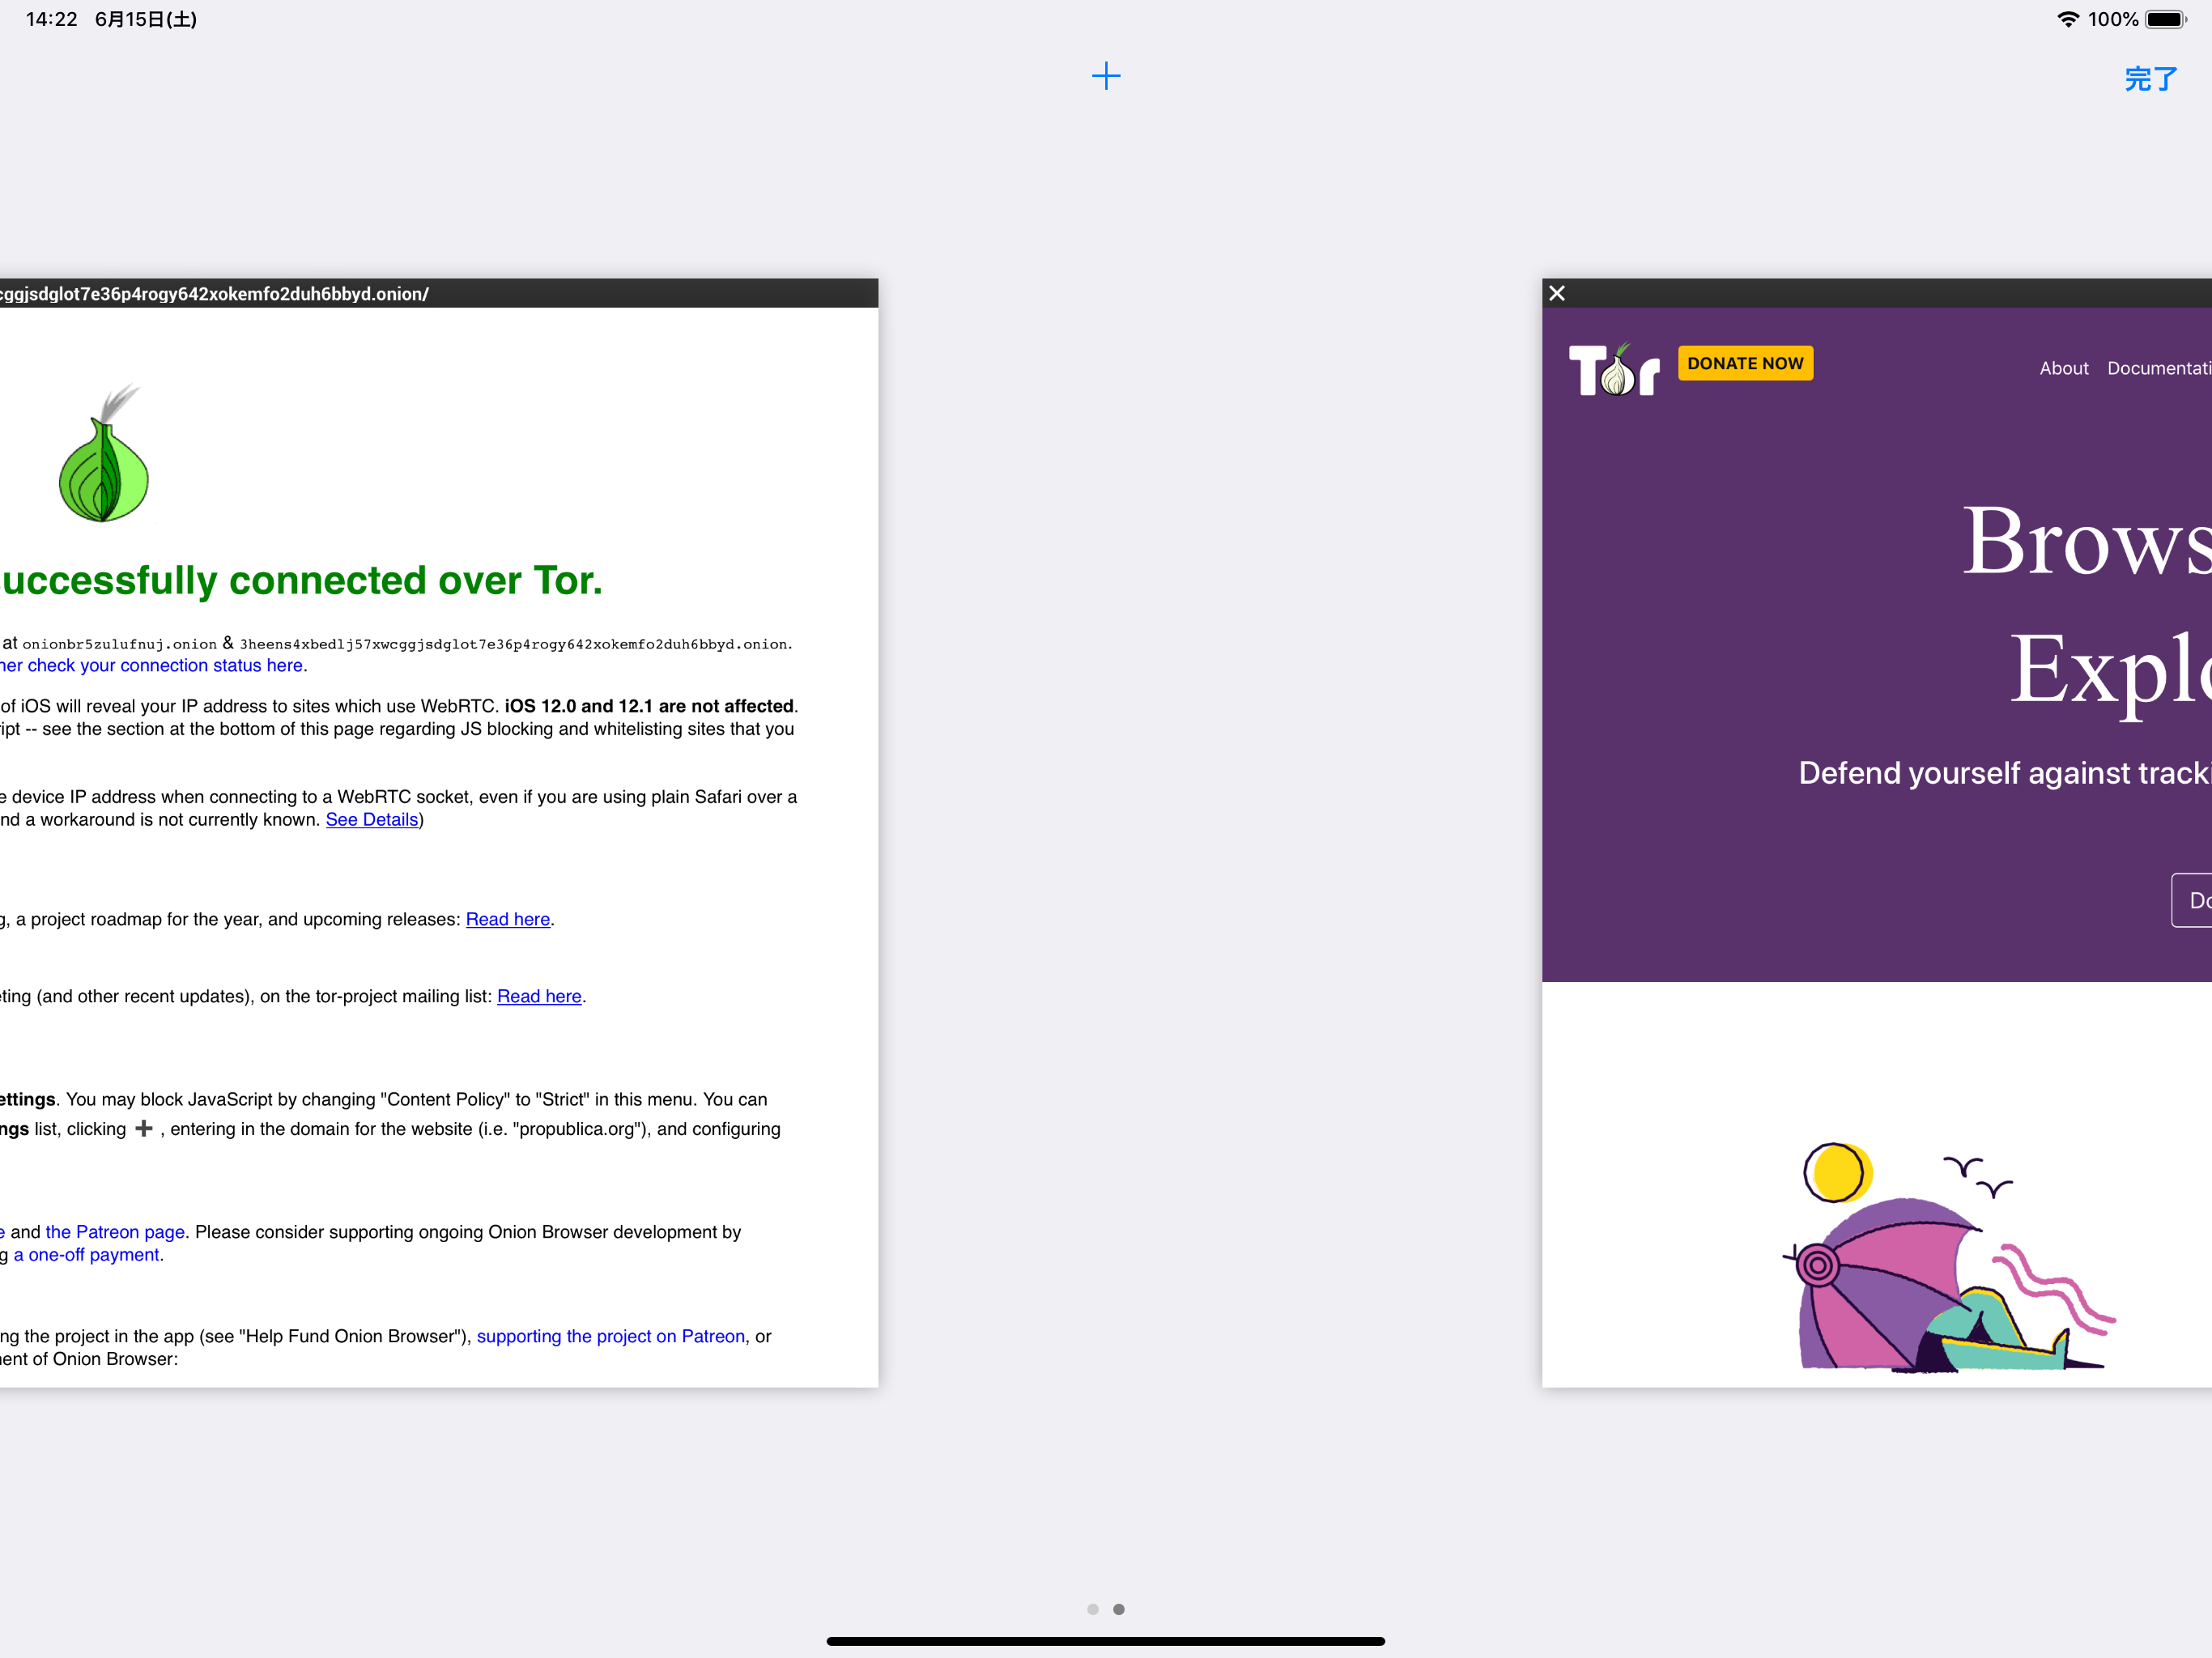 14:22 6月15日(土)
100%
完了
cggjsdglot7e36p4rogy642xokemfo2duh6bbyd.onion/
uccessfully connected over Tor.
at onionbr5zulufnuj.onion & 3heens4xbedlj57xwcggjsdglot7e36p4rogy642xokemfo2duh6bbyd.onion.
her check your connection status here.
of iOS will reveal your IP address to sites which use WebRTC. iOS 12.0 and 12.1 are not affected.
ript -- see the section at the bottom of this page regarding JS blocking and whitelisting sites that you
e device IP address when connecting to a WebRTC socket, even if you are using plain Safari over a
nd a workaround is not currently known. See Details)
g, a project roadmap for the year, and upcoming releases: Read here.
eting (and other recent updates), on the tor-project mailing list: Read here.
ettings. You may block JavaScript by changing "Content Policy" to "Strict" in this menu. You can
ngs list, clicking ➕ , entering in the domain for the website (i.e. "propublica.org"), and configuring
e and the Patreon page. Please consider supporting ongoing Onion Browser development by
g a one-off payment.
ng the project in the app (see "Help Fund Onion Browser"), supporting the project on Patreon, or
nent of Onion Browser:
Tor DONATE NOW
About Documentati
Brows
Explo
Defend yourself against tracki
Do